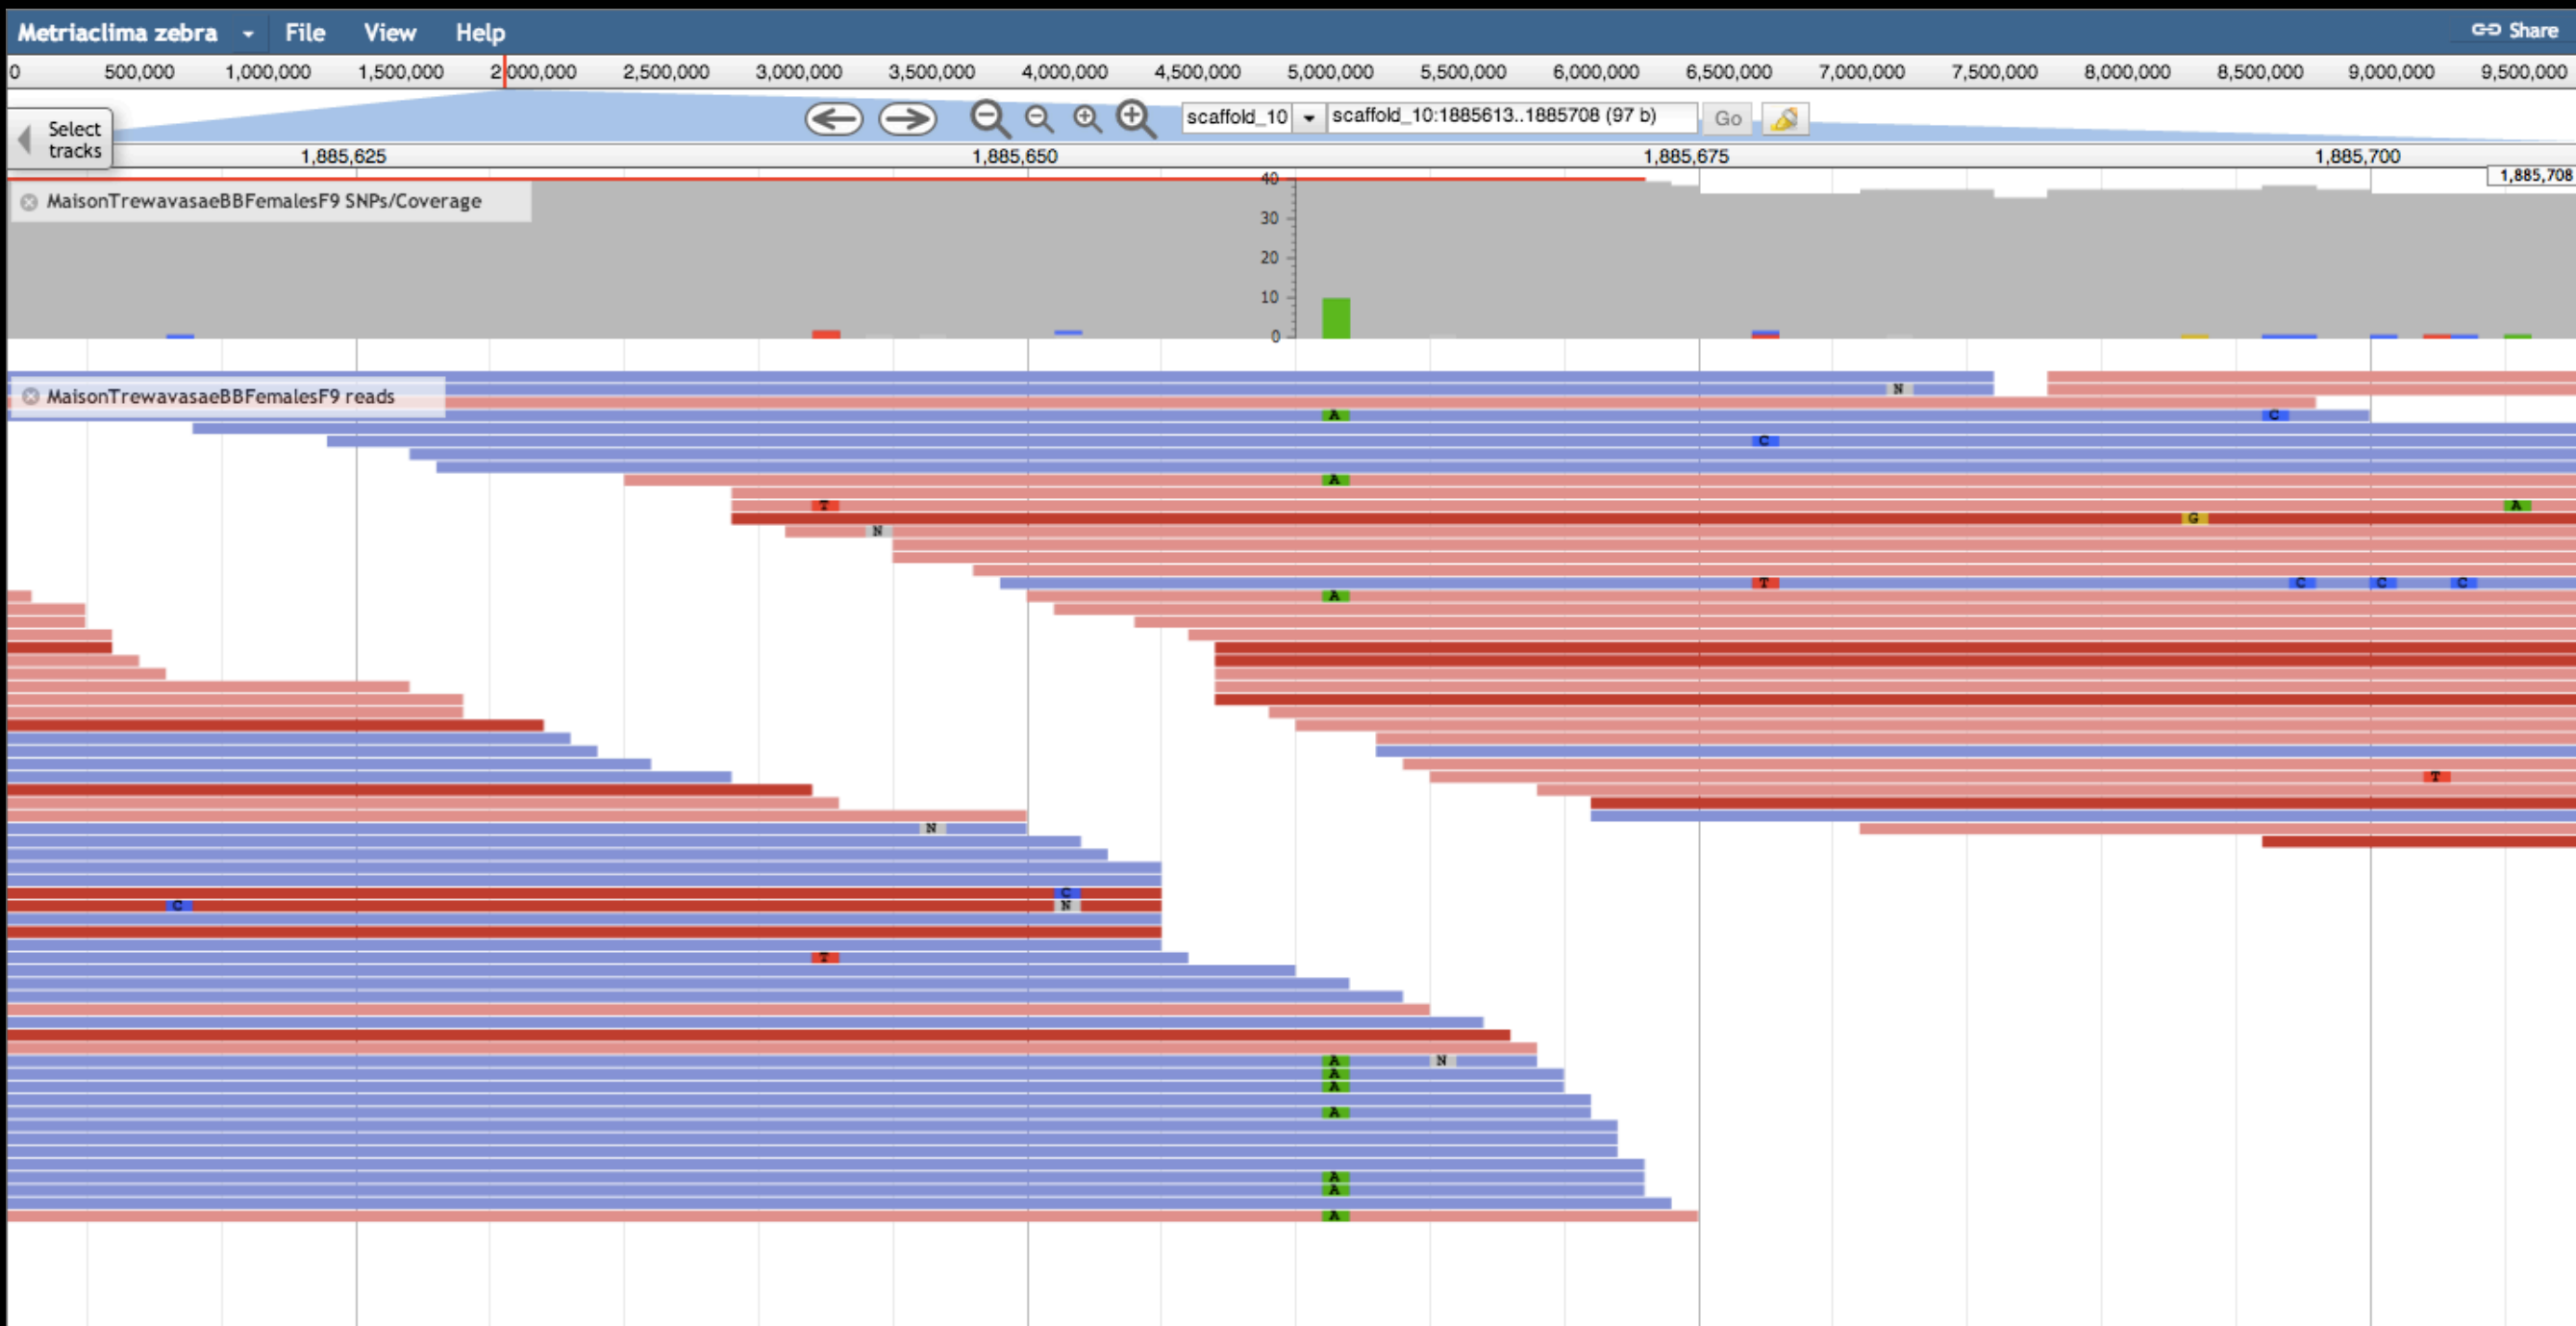 Metriaclima zebra File View Help Share
0 500,000 1,000,000 1,500,000 2,000,000 2,500,000 3,000,000 3,500,000 4,000,000 4,500,000 5,000,000 5,500,000 6,000,000 6,500,000 7,000,000 7,500,000 8,000,000 8,500,000 9,000,000 9,500,000
Select
tracks
scaffold_10 scaffold_10:1885613..1885708 (97 b) Go
1,885,625 1,885,650 1,885,675 1,885,700
1,885,708
40
MaisonTrewavasaeBBFemalesF9 SNPs/Coverage
30
20
10
0
N
MaisonTrewavasaeBBFemalesF9 reads
A C
C
A
T A
G
N
T C C C
A
T
N
C
C N
T
A N
A
A
A
A
A
A